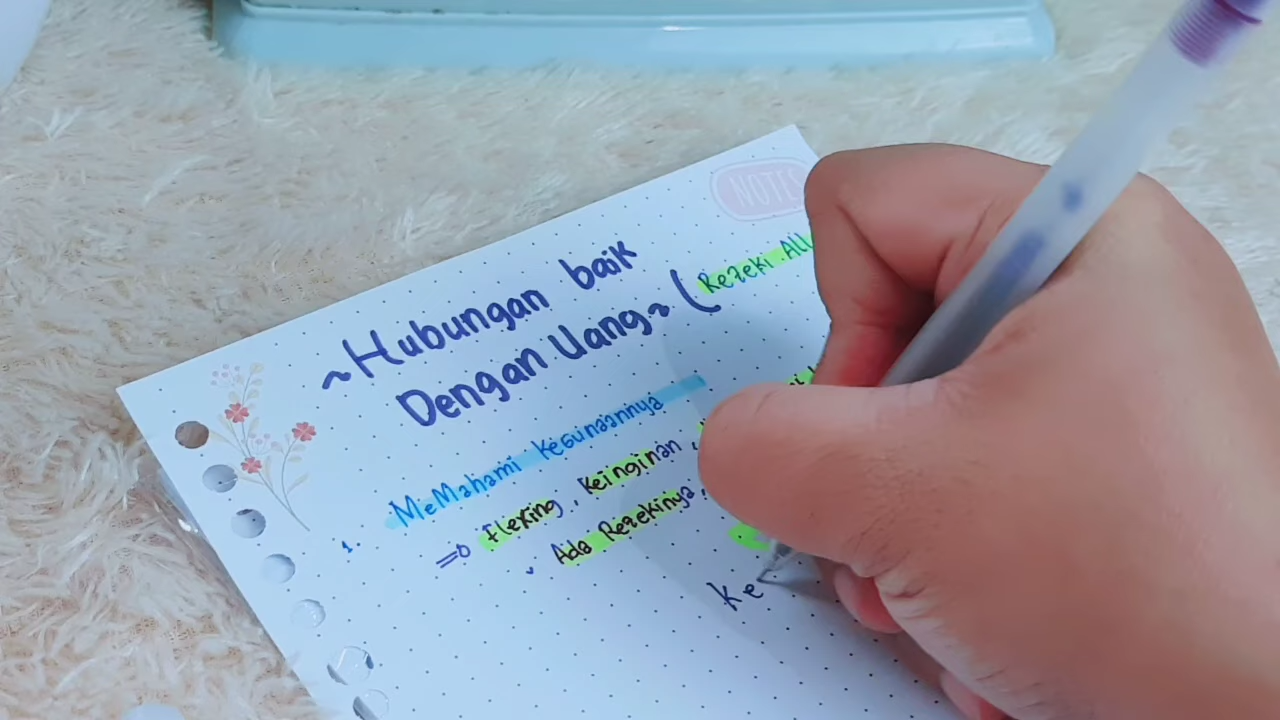 NOTES
~Hubungan baik
Dengan Uang~ (Rezeki All
1. Memahami Kegunaannya
=> Flexing, Keinginan,
, Ada Rezekinya,
Ke